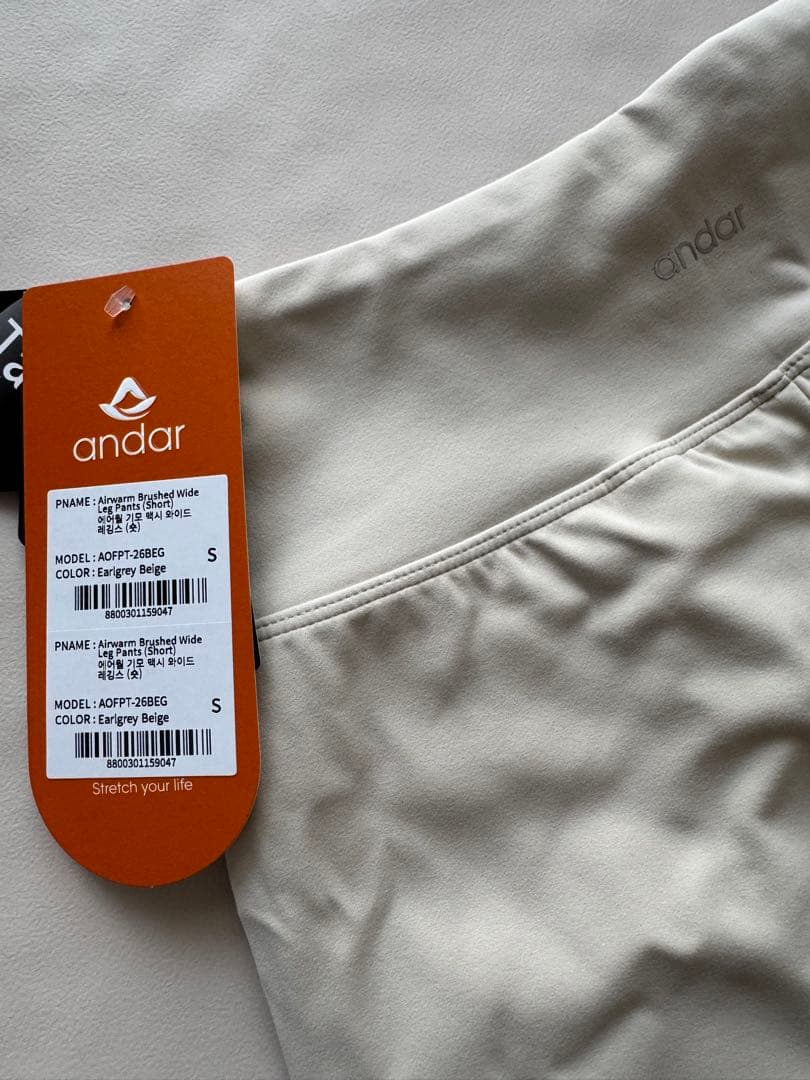 andar
andar
PNAME : Airwarm Brushed Wide
Leg Pants (Short)
에어웜 기모 맥시 와이드
레깅스 (숏)
MODEL : AOFPT-26BEG S
COLOR : Earlgrey Beige
8800301159047
PNAME : Airwarm Brushed Wide
Leg Pants (Short)
에어웜 기모 맥시 와이드
레깅스 (숏)
MODEL : AOFPT-26BEG S
COLOR : Earlgrey Beige
8800301159047
Stretch your life